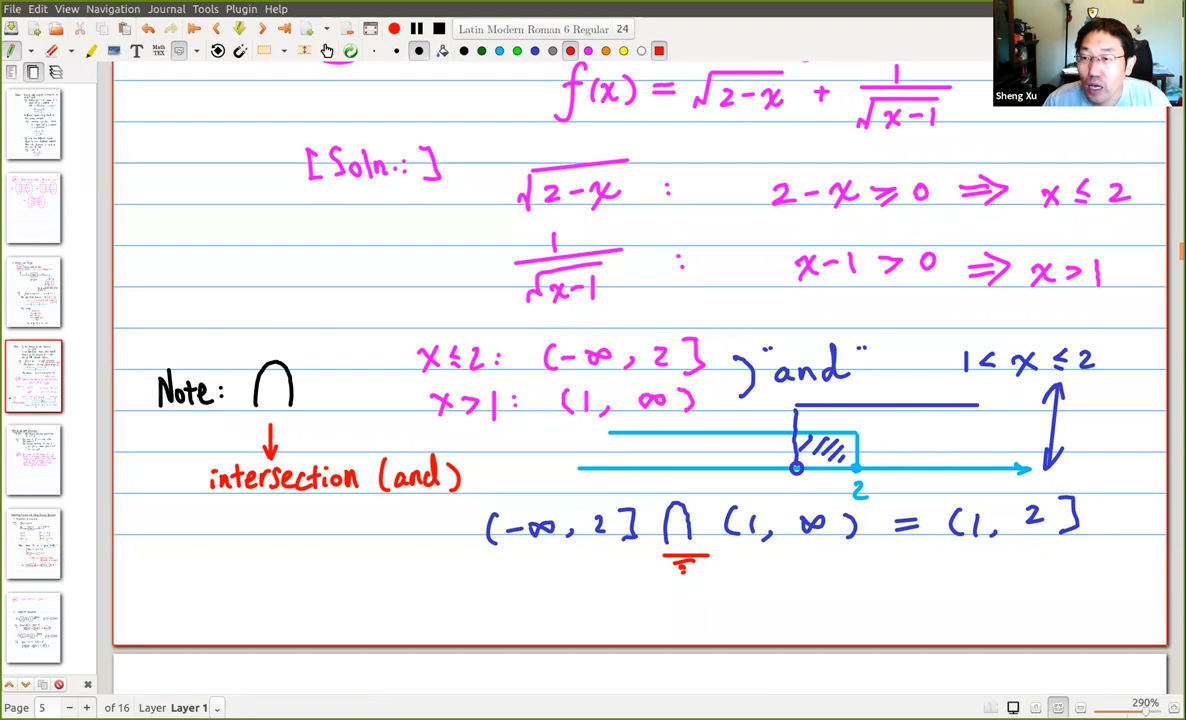 File Edit View Navigation Journal Tools Plugin Help
Latin Modern Roman 6 Regular 24
T Math TEX
Sheng Xu
f(x) = √(2-x) + 1/√(x-1)
[Soln.:]
√(2-x) : 2-x ≥ 0 ⇒ x ≤ 2
1/√(x-1) : x-1 > 0 ⇒ x > 1
x ≤ 2: (-∞, 2] "and" 1 < x ≤ 2
Note: ∩ x > 1: (1, ∞)
intersection (and)
2
(-∞, 2] ∩ (1, ∞) = (1, 2]
Page 5 of 16 Layer Layer 1 290%